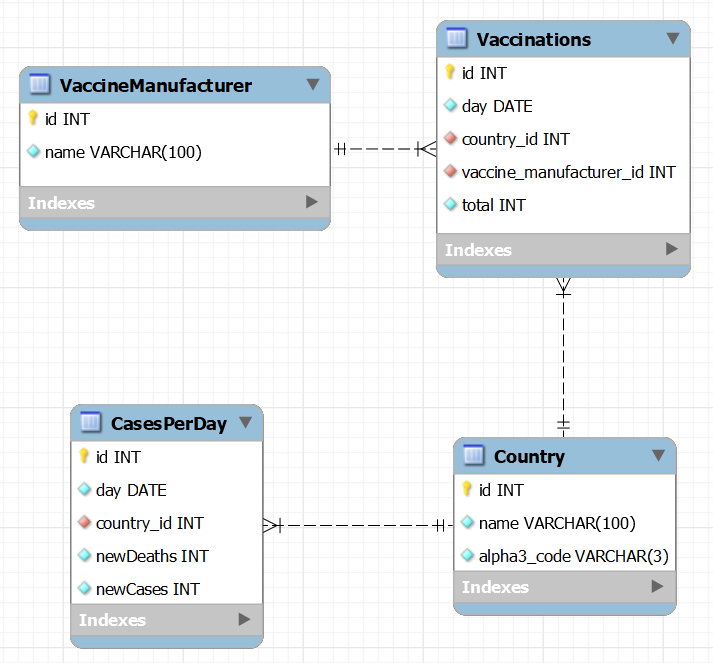 VaccineManufacturer
id INT
name VARCHAR(100)
Indexes
Vaccinations
id INT
day DATE
country_id INT
vaccine_manufacturer_id INT
total INT
Indexes
CasesPerDay
id INT
day DATE
country_id INT
newDeaths INT
newCases INT
Indexes
Country
id INT
name VARCHAR(100)
alpha3_code VARCHAR(3)
Indexes